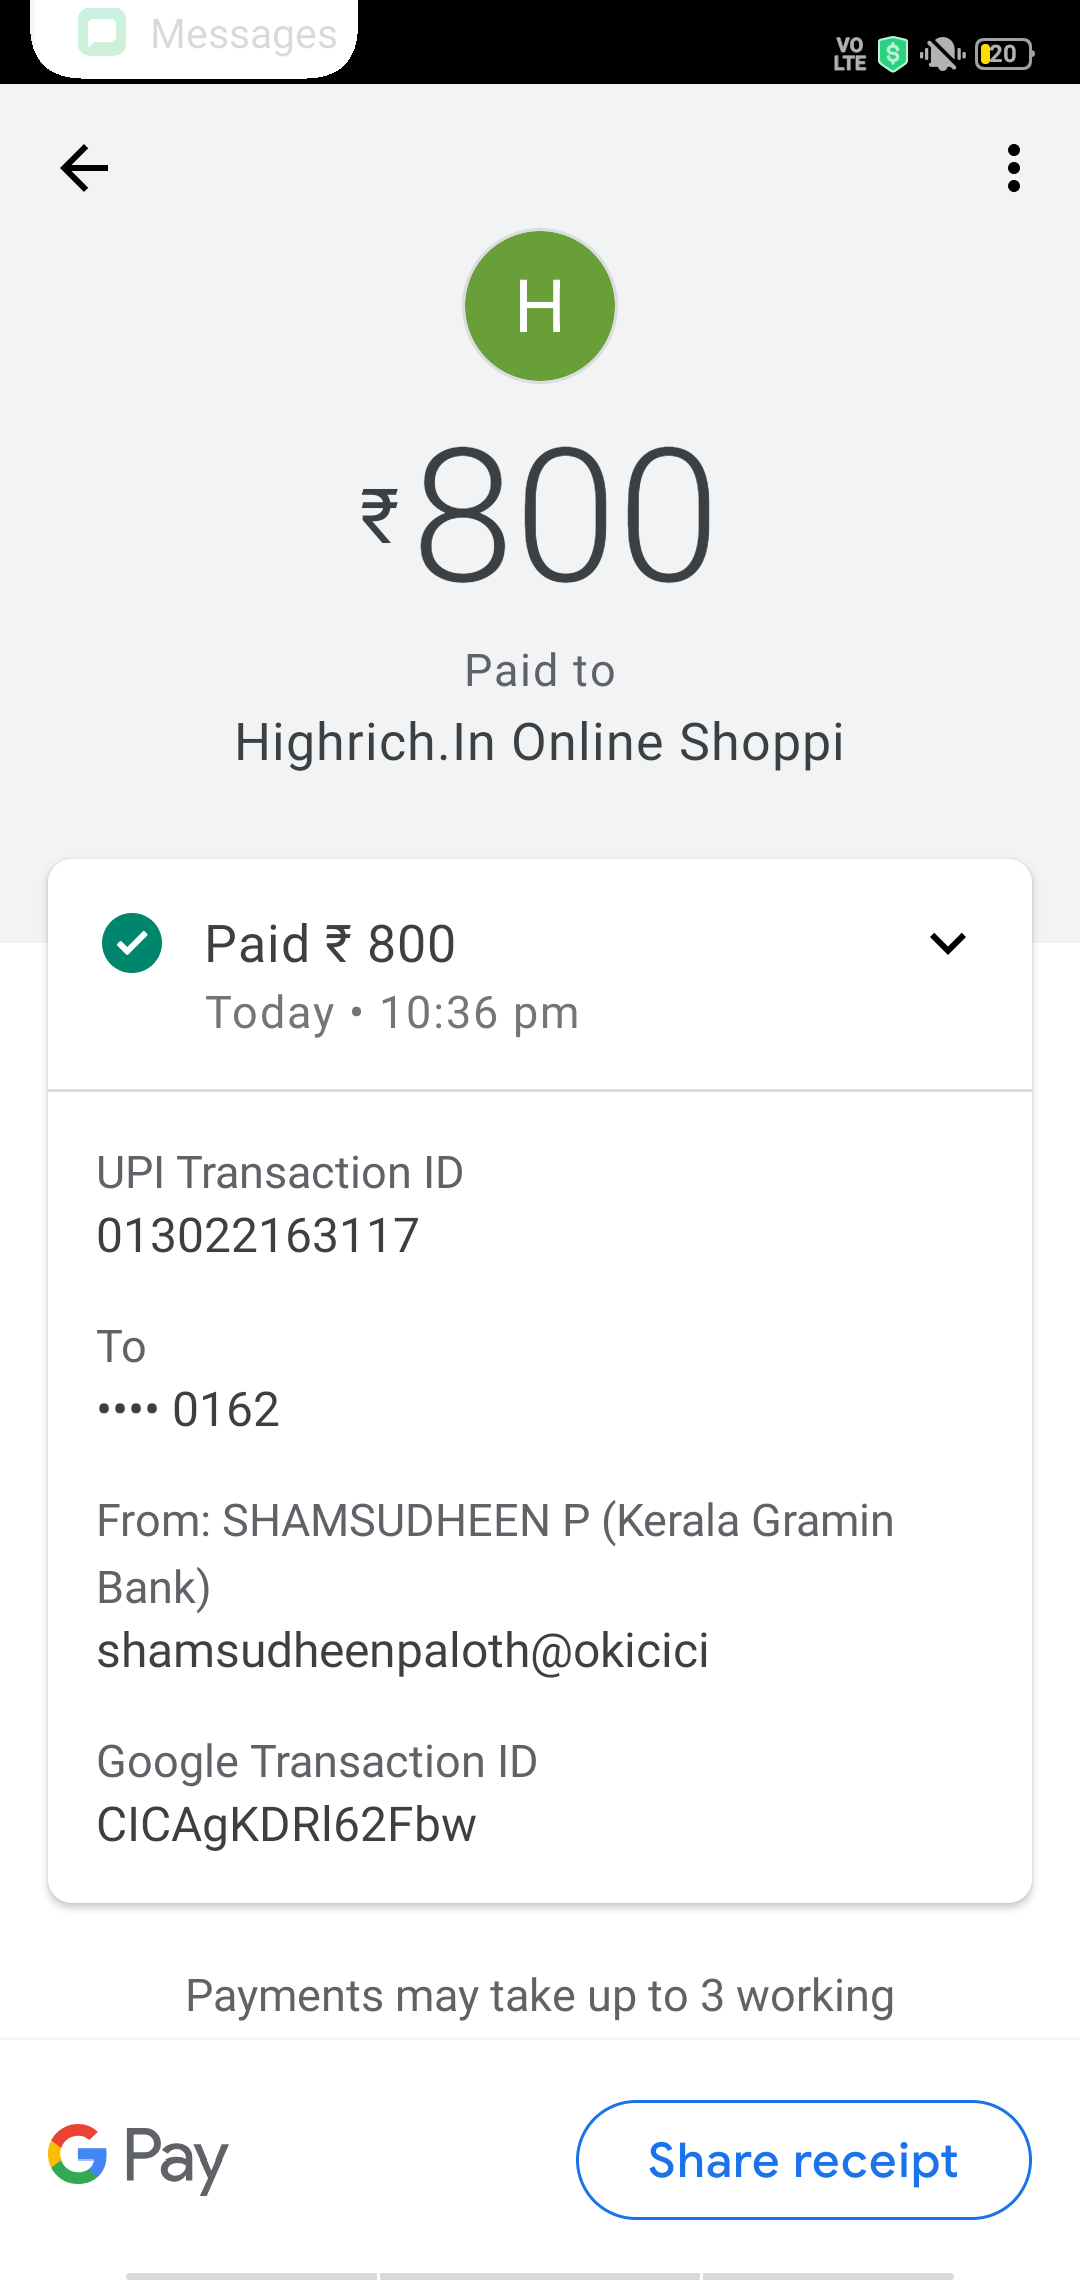 Messages
VO
LTE
20
H
₹800
Paid to
Highrich.In Online Shoppi
Paid ₹ 800
Today • 10:36 pm
UPI Transaction ID
013022163117
To
•••• 0162
From: SHAMSUDHEEN P (Kerala Gramin
Bank)
shamsudheenpaloth@okicici
Google Transaction ID
CICAgKDRl62Fbw
Payments may take up to 3 working
G Pay
Share receipt